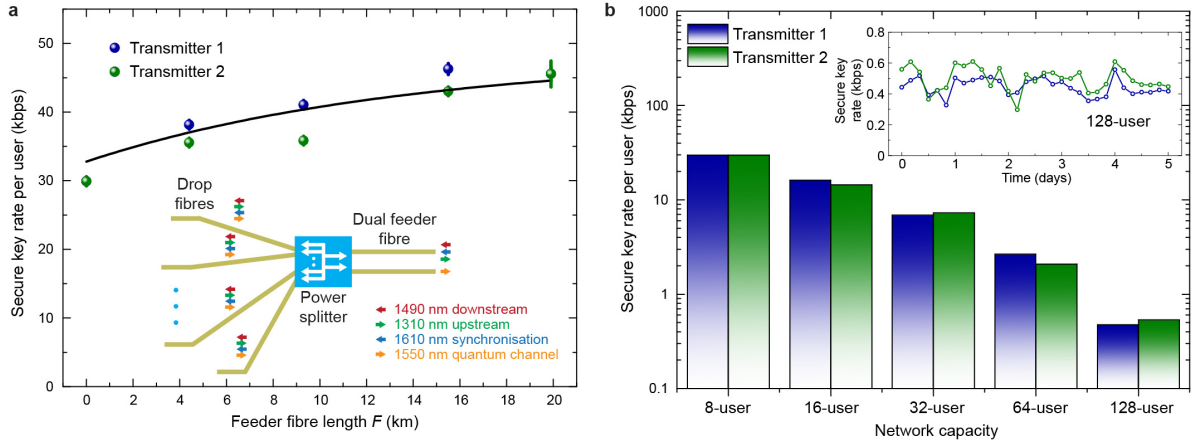 a
Secure key rate per user (kbps)
50
40
30
20
10
0
Transmitter 1
Transmitter 2
Drop
fibres
Dual feeder
fibre
Power
splitter
1490 nm downstream
1310 nm upstream
1610 nm synchronisation
1550 nm quantum channel
0 2 4 6 8 10 12 14 16 18 20
Feeder fibre length F (km)
b
Secure key rate per user (kbps)
1000
100
10
1
0.1
Transmitter 1
Transmitter 2
Secure key
rate (kbps)
0.8
0.6
0.4
0.2
0
128-user
0 1 2 3 4 5
Time (days)
8-user 16-user 32-user 64-user 128-user
Network capacity